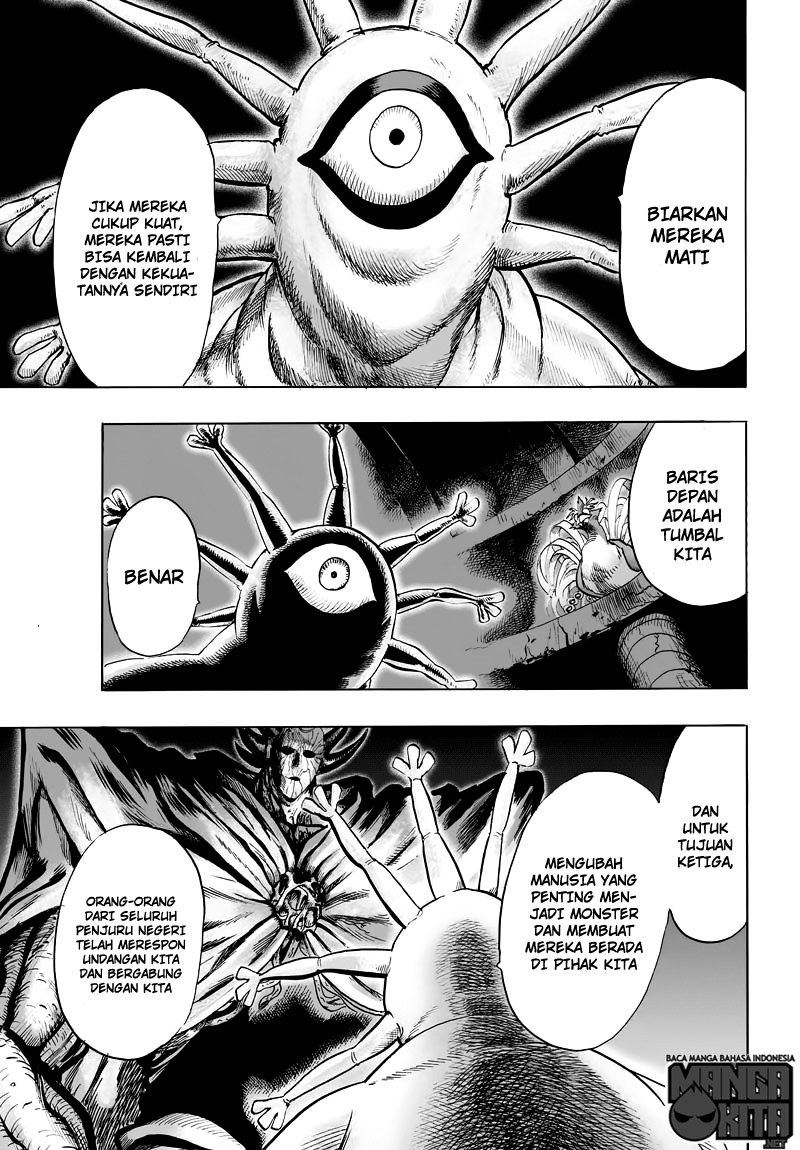 BIARKAN
MEREKA
MATI
JIKA MEREKA
CUKUP KUAT,
MEREKA PASTI
BISA KEMBALI
DENGAN KEKUA-
TANNYA SENDIRI
BARIS
DEPAN
ADALAH
TUMBAL
KITA
BENAR
DAN
UNTUK
TUJUAN
KETIGA,
MENGUBAH
MANUSIA YANG
PENTING MEN-
JADI MONSTER
DAN MEMBUAT
MEREKA BERADA
DI PIHAK KITA
ORANG-ORANG
DARI SELURUH
PENJURU NEGERI
TELAH MERESPON
UNDANGAN KITA
DAN BERGABUNG
DENGAN KITA
BACA MANGA BAHASA INDONESIA
MANGA
KITA
.NET